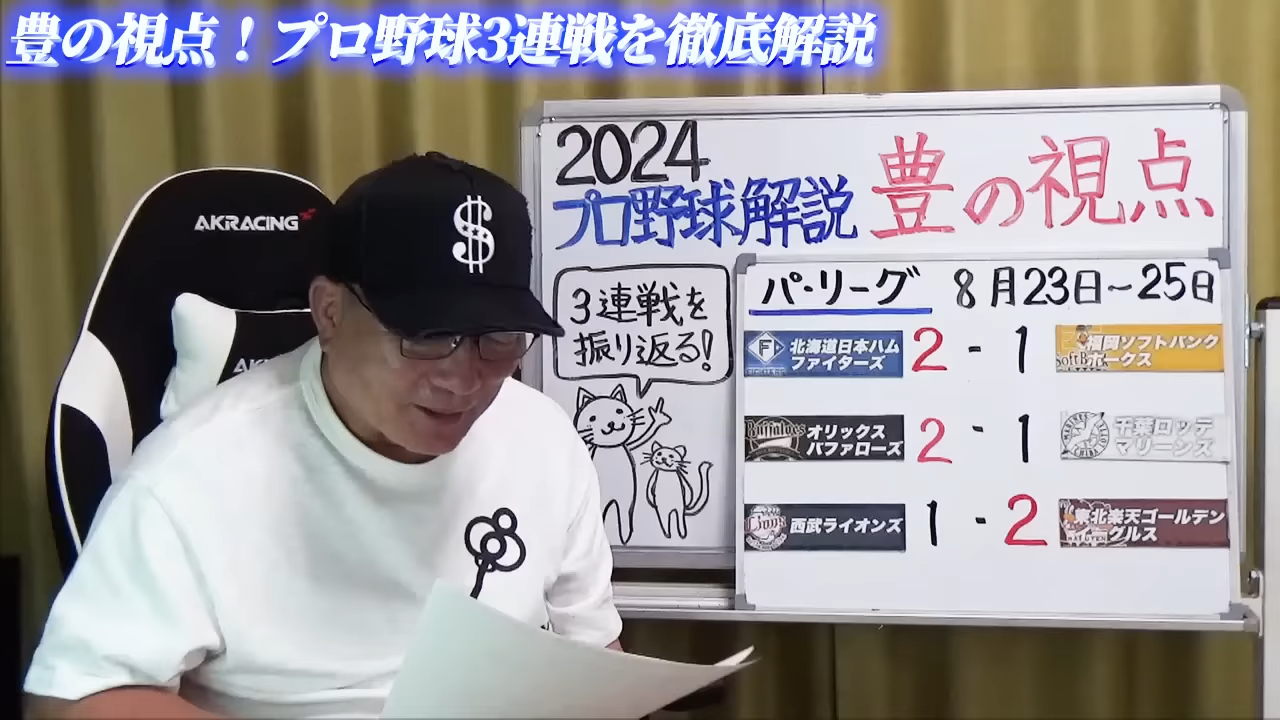 豊の視点！プロ野球3連戦を徹底解説
2024
プロ野球解説 豊の視点
AKRACING
3連戦を
振り返る!
パ・リーグ 8月23日~25日
F 北海道日本ハム
ファイターズ 2 - 1 福岡ソフトバンク
ホークス
Buffaloes オリックス
バファローズ 2 - 1 千葉ロッテ
マリーンズ
Lions 西武ライオンズ 1 - 2 東北楽天ゴールデン
イーグルス
$